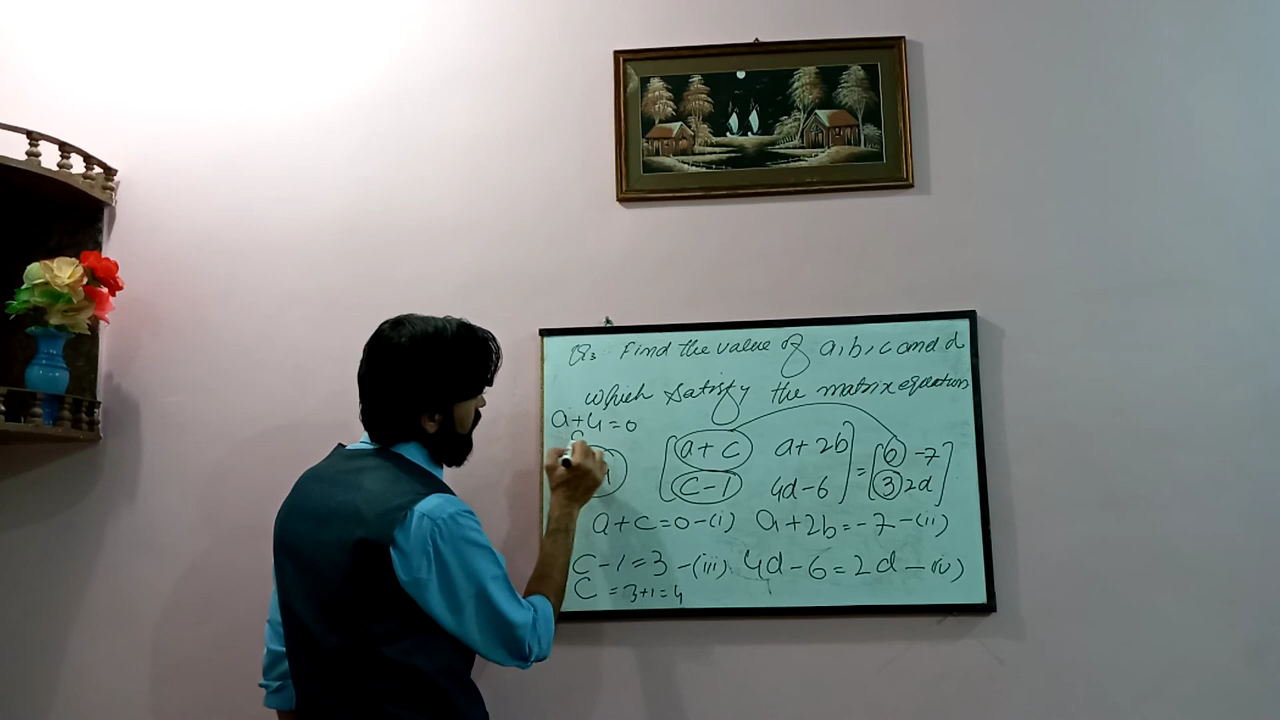 Q3 Find the value of a,b,c and d
which satisfy the matrix equation
a+4=0
[a+c a+2b] = [0 -7]
[c-1 4d-6] [3 2d]
a+c=0-(i) a+2b=-7-(ii)
C-1=3-(iii) 4d-6=2d-(iv)
C=3+1=4